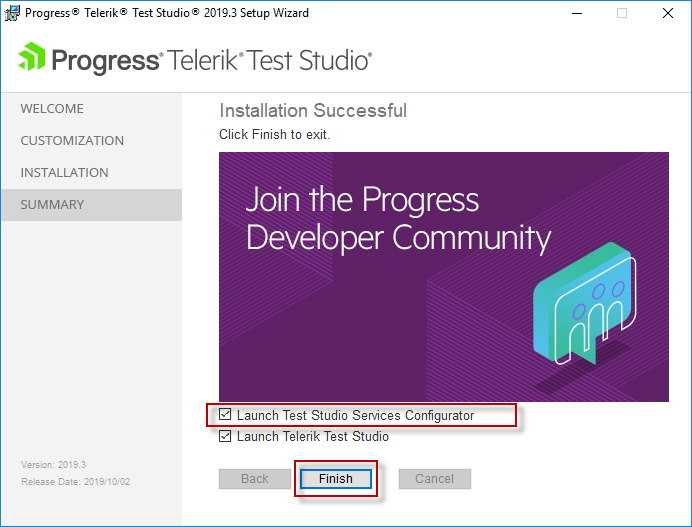 Progress® Telerik® Test Studio® 2019.3 Setup Wizard
Progress® Telerik® Test Studio®
WELCOME
CUSTOMIZATION
INSTALLATION
SUMMARY
Installation Successful
Click Finish to exit.
Join the Progress
Developer Community
Launch Test Studio Services Configurator
Launch Telerik Test Studio
Version: 2019.3
Release Date: 2019/10/02
Back
Finish
Cancel